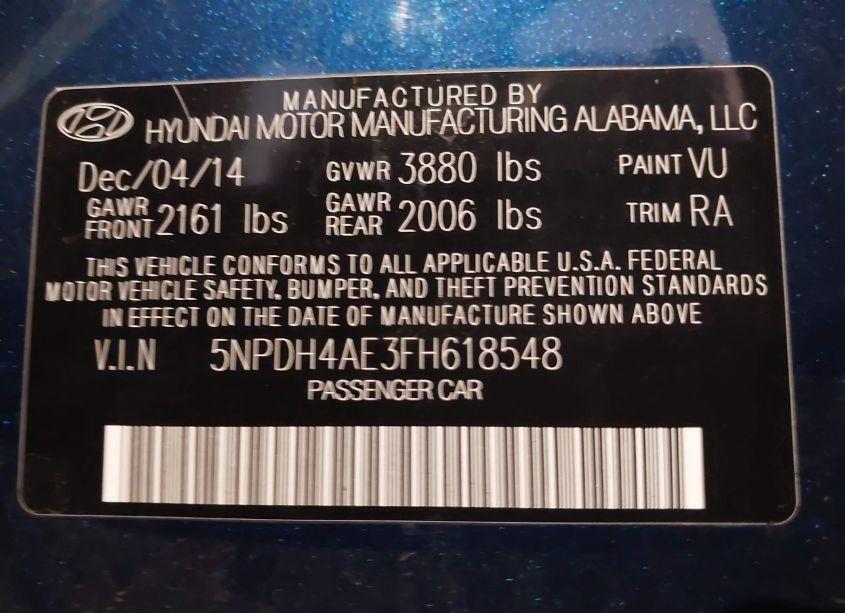 MANUFACTURED BY
HYUNDAI MOTOR MANUFACTURING ALABAMA, LLC
Dec/04/14 GVWR 3880 lbs PAINT VU
GAWR FRONT 2161 lbs GAWR REAR 2006 lbs TRIM RA
THIS VEHICLE CONFORMS TO ALL APPLICABLE U.S.A. FEDERAL
MOTOR VEHICLE SAFETY, BUMPER, AND THEFT PREVENTION STANDARDS
IN EFFECT ON THE DATE OF MANUFACTURE SHOWN ABOVE
V.I.N 5NPDH4AE3FH618548
PASSENGER CAR